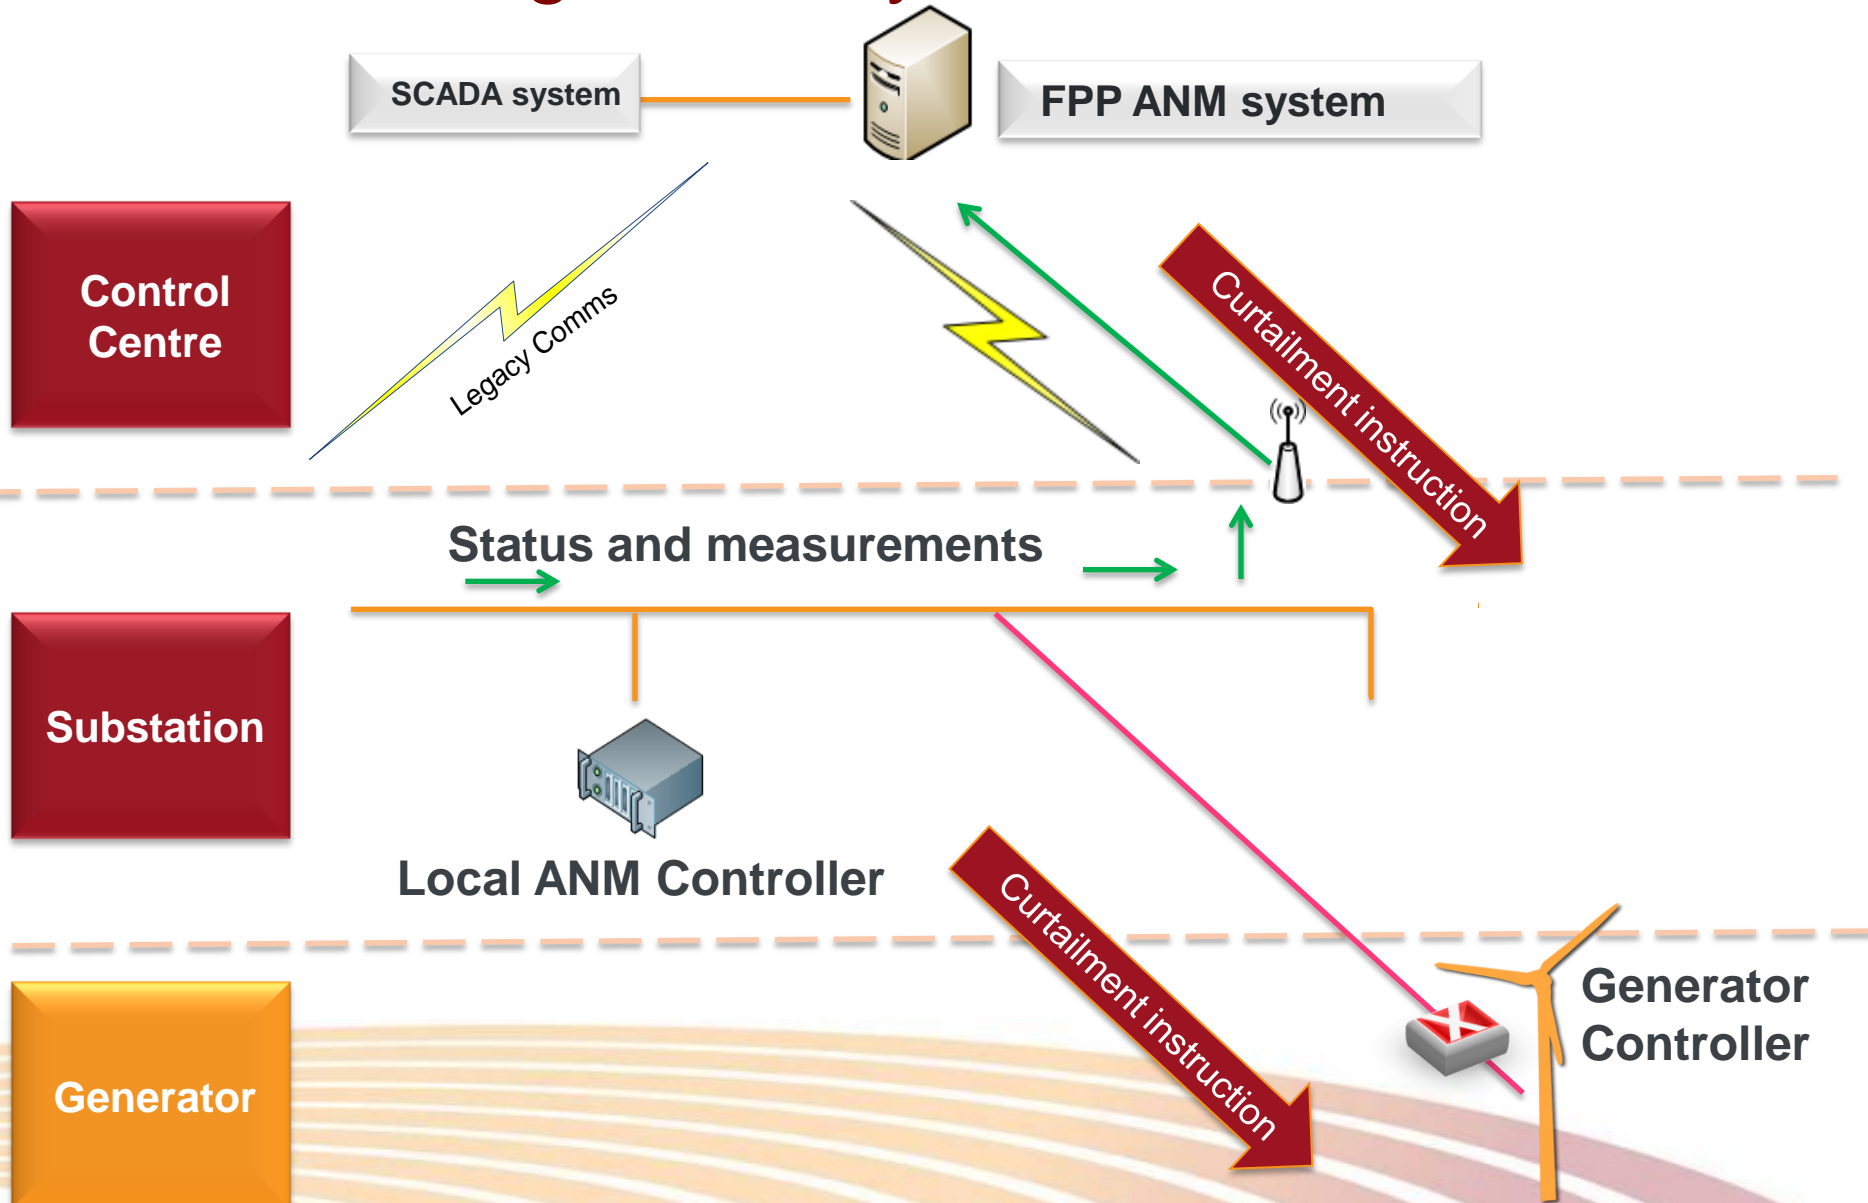 SCADA system
FPP ANM system
Control
Centre
Legacy Comms
Curtailment instruction
Status and measurements
Substation
Local ANM Controller
Curtailment instruction
Generator
Controller
Generator